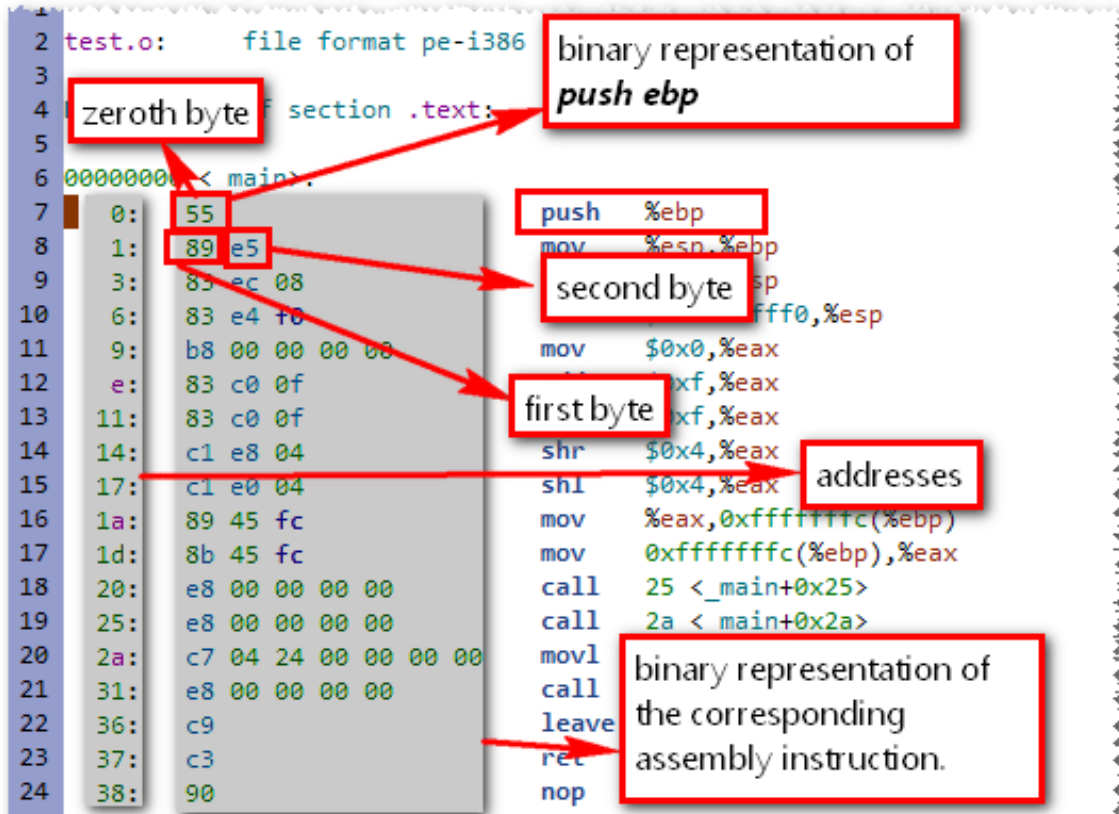 1
2 test.o: file format pe-i386
binary representation of
push ebp
3
zeroth byte
4 f section .text:
5
6 00000000 < main>:
7 0: 55 push %ebp
8 1: 89 e5 mov %esp,%ebp
9 3: 83 ec 08 sp
second byte
10 6: 83 e4 f0 fff0,%esp
11 9: b8 00 00 00 00 mov $0x0,%eax
12 e: 83 c0 0f xf,%eax
first byte
13 11: 83 c0 0f xf,%eax
14 14: c1 e8 04 shr $0x4,%eax
addresses
15 17: c1 e0 04 shl $0x4,%eax
16 1a: 89 45 fc mov %eax,0xfffffffc(%ebp)
17 1d: 8b 45 fc mov 0xfffffffc(%ebp),%eax
18 20: e8 00 00 00 00 call 25 <_main+0x25>
19 25: e8 00 00 00 00 call 2a <_main+0x2a>
20 2a: c7 04 24 00 00 00 00 movl
21 31: e8 00 00 00 00 call
22 36: c9 leave
23 37: c3 ret
24 38: 90 nop
binary representation of
the corresponding
assembly instruction.